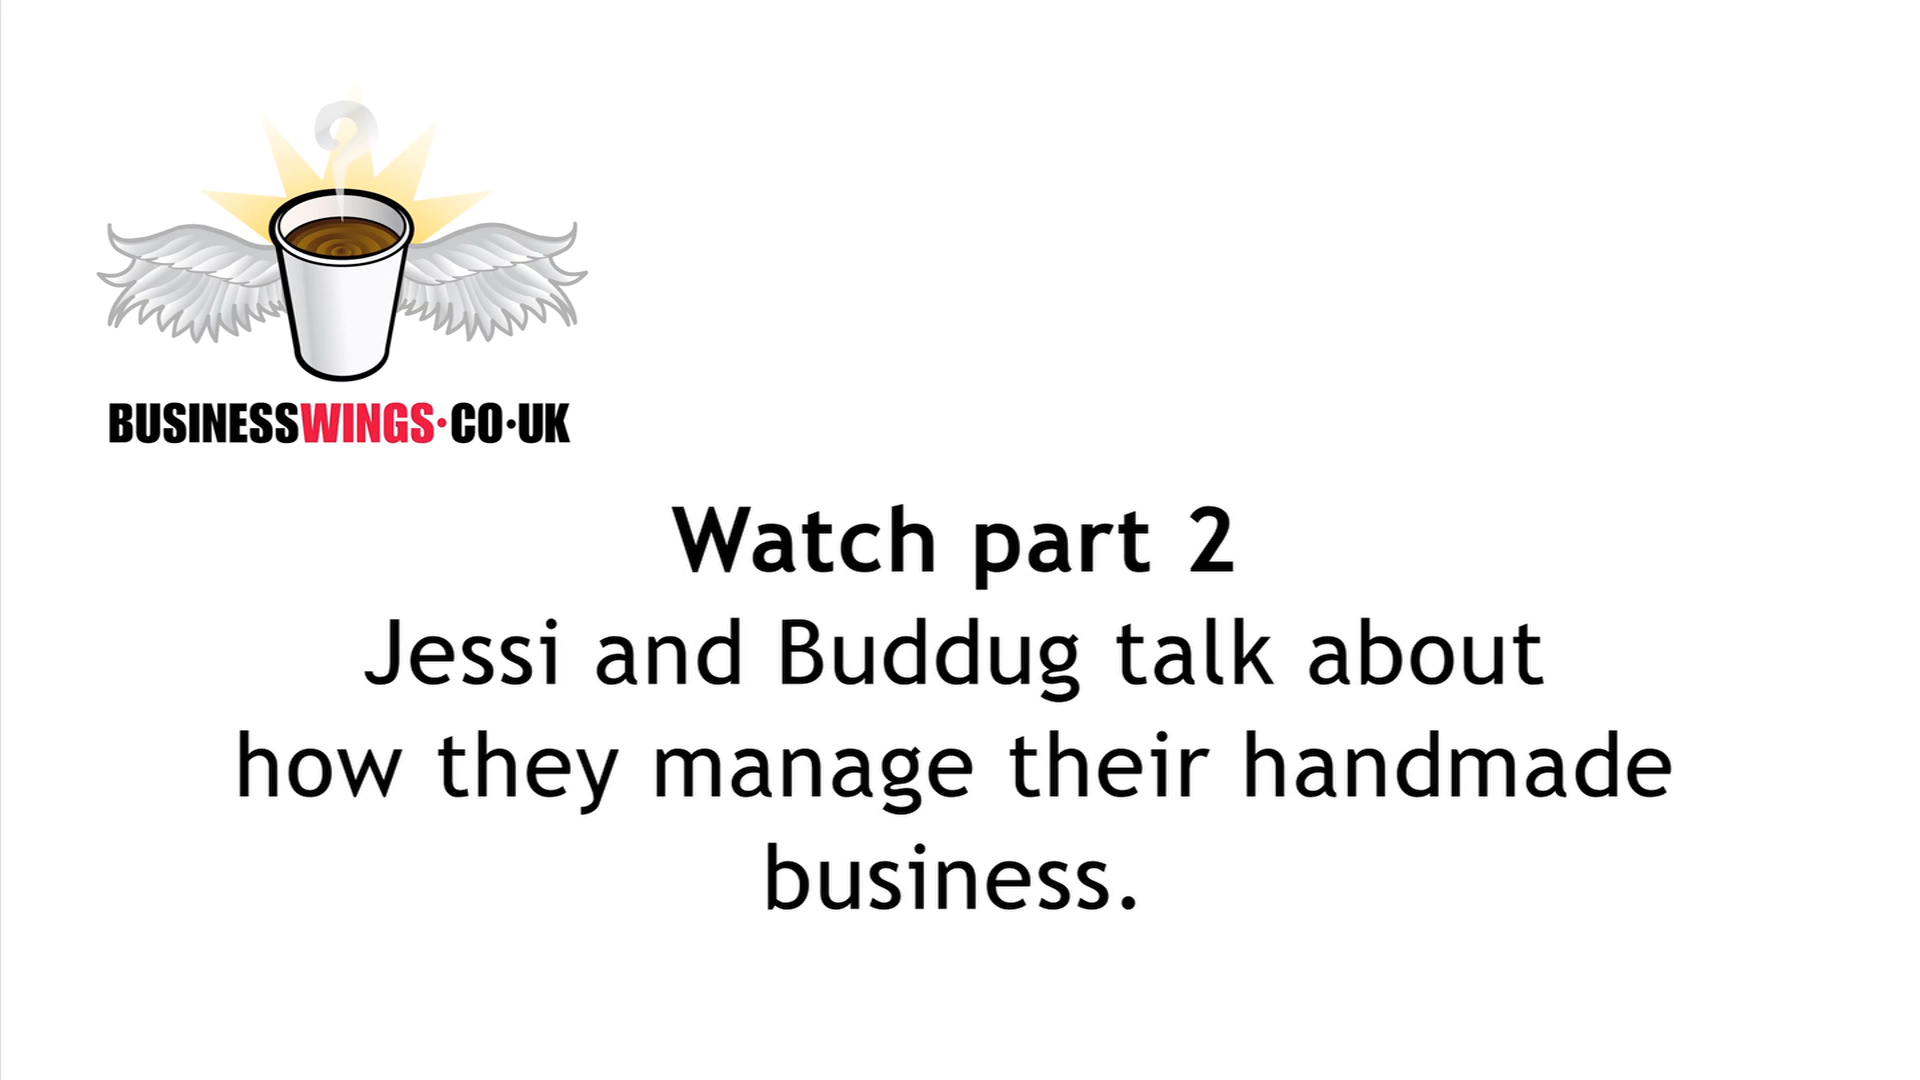 BUSINESSWINGS·CO·UK
Watch part 2
Jessi and Buddug talk about
how they manage their handmade
business.